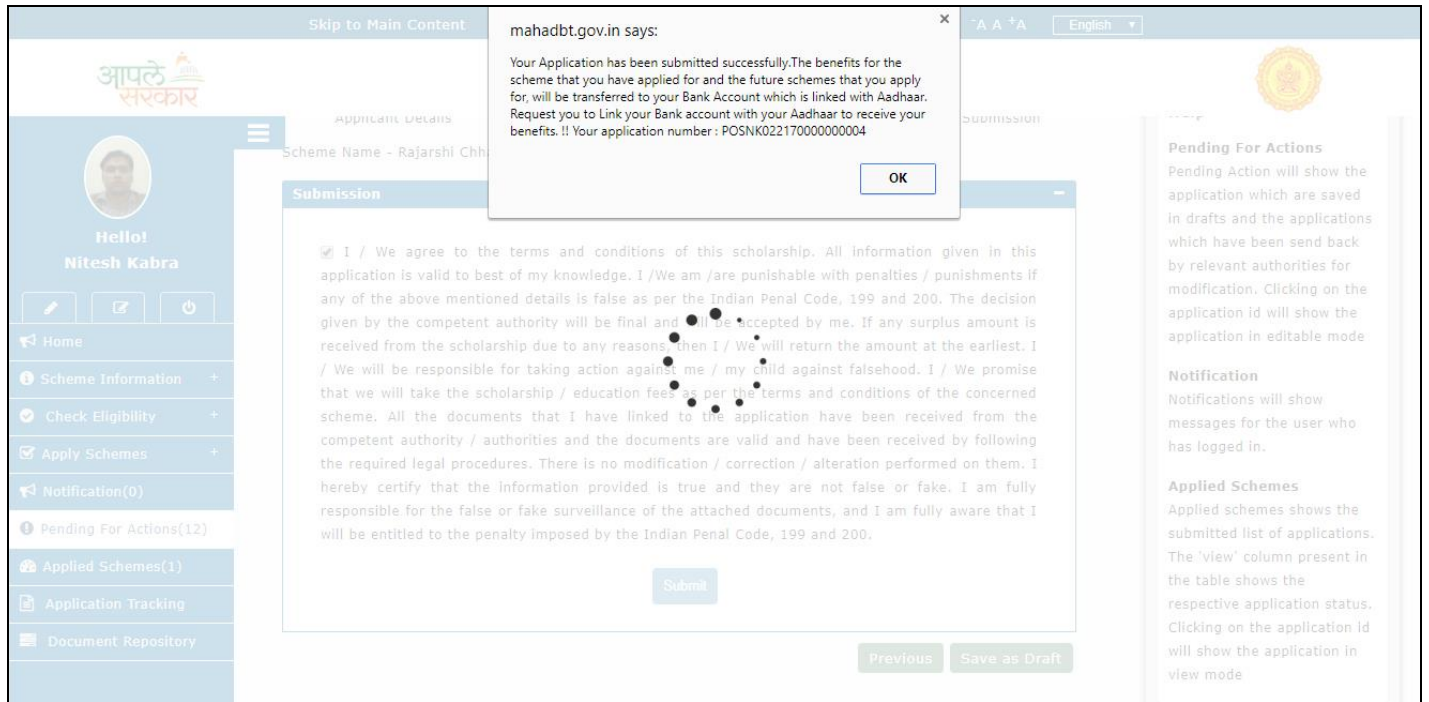 Skip to Main Content
-A A +A
English
mahadbt.gov.in says:
Your Application has been submitted successfully.The benefits for the
scheme that you have applied for and the future schemes that you apply
for, will be transferred to your Bank Account which is linked with Aadhaar.
Request you to Link your Bank account with your Aadhaar to receive your
benefits. !! Your application number : POSNK022170000000004
OK
आपले
सरकार
Applicant Details
Submission
Scheme Name - Rajarshi Chh
Submission
I / We agree to the terms and conditions of this scholarship. All information given in this
application is valid to best of my knowledge. I /We am /are punishable with penalties / punishments if
any of the above mentioned details is false as per the Indian Penal Code, 199 and 200. The decision
given by the competent authority will be final and will be accepted by me. If any surplus amount is
received from the scholarship due to any reasons, then I / We will return the amount at the earliest. I
/ We will be responsible for taking action against me / my child against falsehood. I / We promise
that we will take the scholarship / education fees as per the terms and conditions of the concerned
scheme. All the documents that I have linked to the application have been received from the
competent authority / authorities and the documents are valid and have been received by following
the required legal procedures. There is no modification / correction / alteration performed on them. I
hereby certify that the information provided is true and they are not false or fake. I am fully
responsible for the false or fake surveillance of the attached documents, and I am fully aware that I
will be entitled to the penalty imposed by the Indian Penal Code, 199 and 200.
Submit
Previous
Save as Draft
Hello!
Nitesh Kabra
Home
Scheme Information +
Check Eligibility +
Apply Schemes +
Notification(0)
Pending For Actions(12)
Applied Schemes(1)
Application Tracking
Document Repository
Pending For Actions
Pending Action will show the
application which are saved
in drafts and the applications
which have been send back
by relevant authorities for
modification. Clicking on the
application id will show the
application in editable mode
Notification
Notifications will show
messages for the user who
has logged in.
Applied Schemes
Applied schemes shows the
submitted list of applications.
The 'view' column present in
the table shows the
respective application status.
Clicking on the application id
will show the application in
view mode